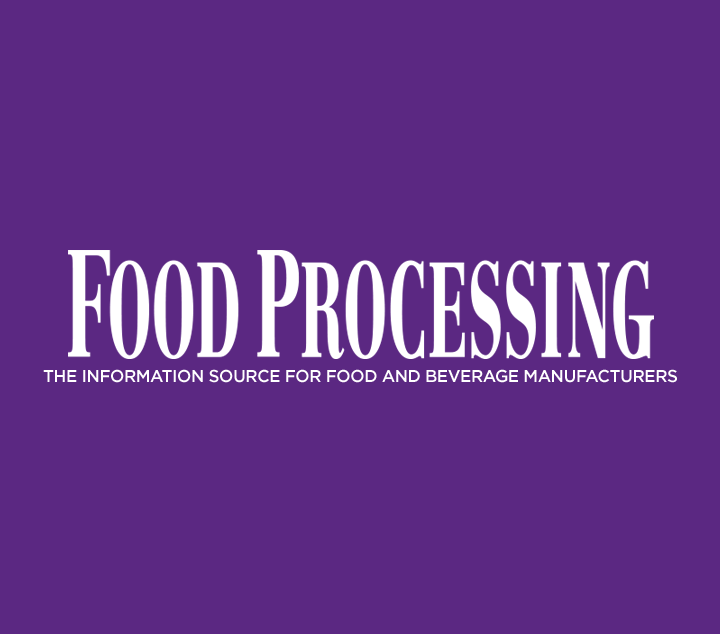 FOOD PROCESSING
THE INFORMATION SOURCE FOR FOOD AND BEVERAGE MANUFACTURERS